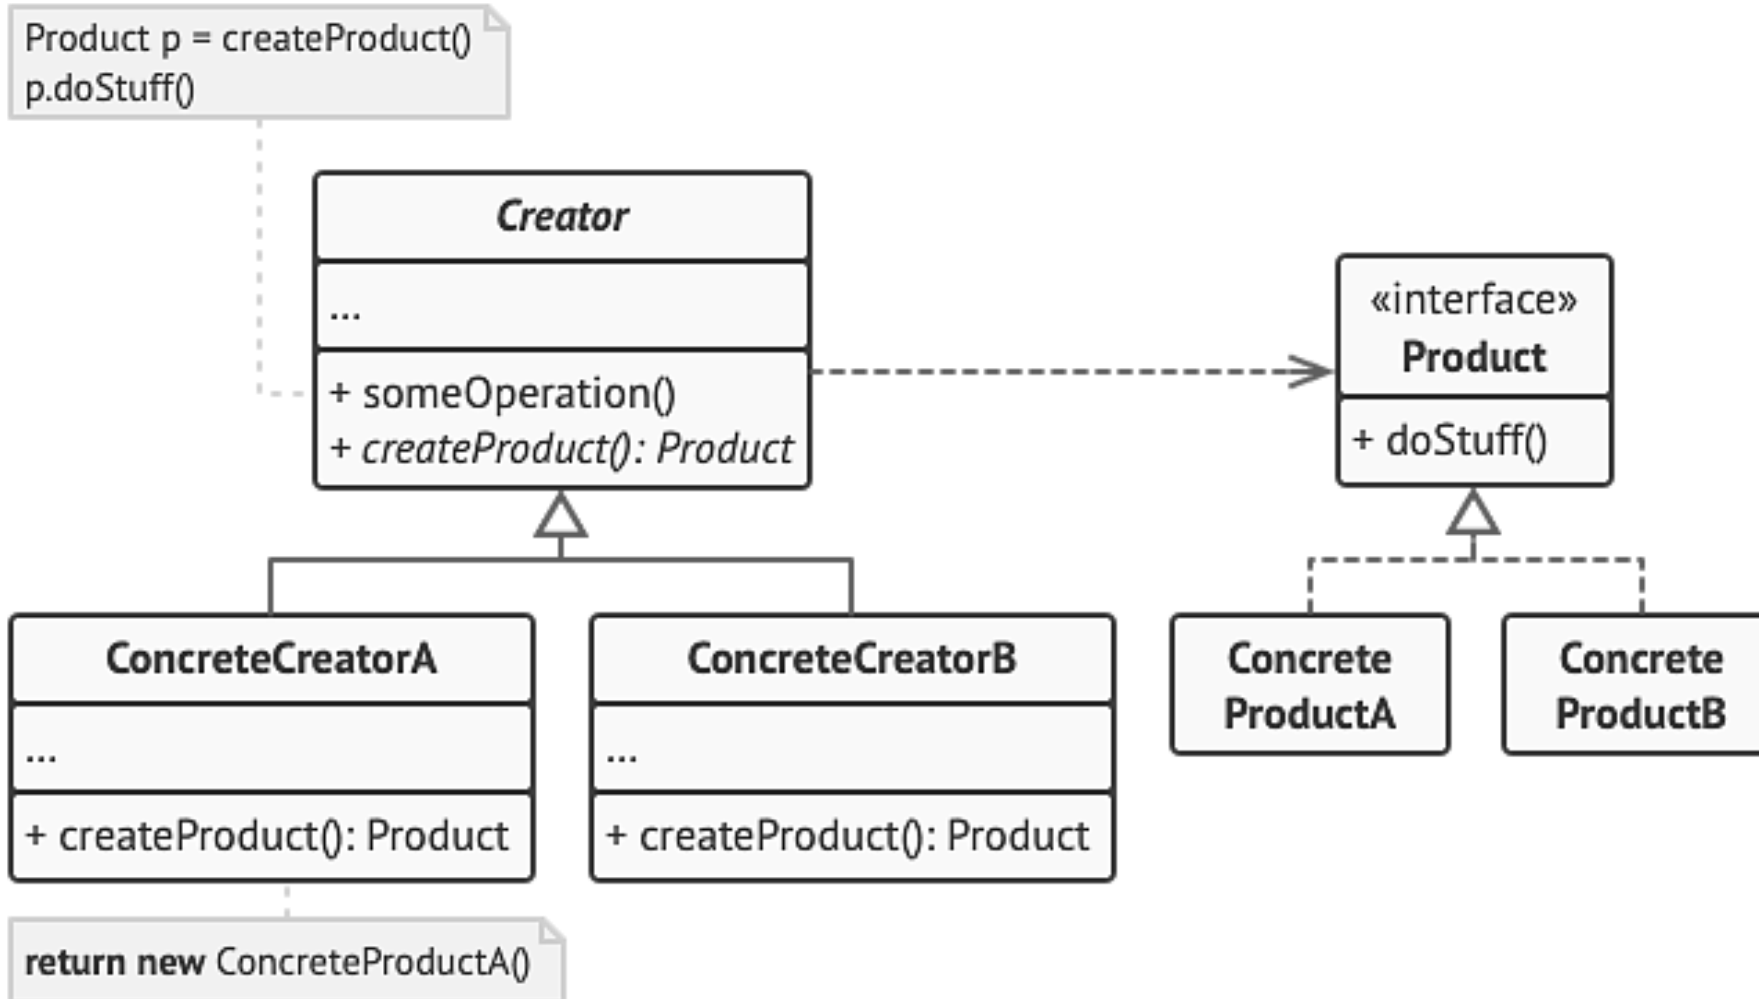 Product p = createProduct()
p.doStuff()
Creator
...
+ someOperation()
+ createProduct(): Product
«interface»
Product
+ doStuff()
ConcreteCreatorA
...
+ createProduct(): Product
ConcreteCreatorB
...
+ createProduct(): Product
Concrete
ProductA
Concrete
ProductB
return new ConcreteProductA()